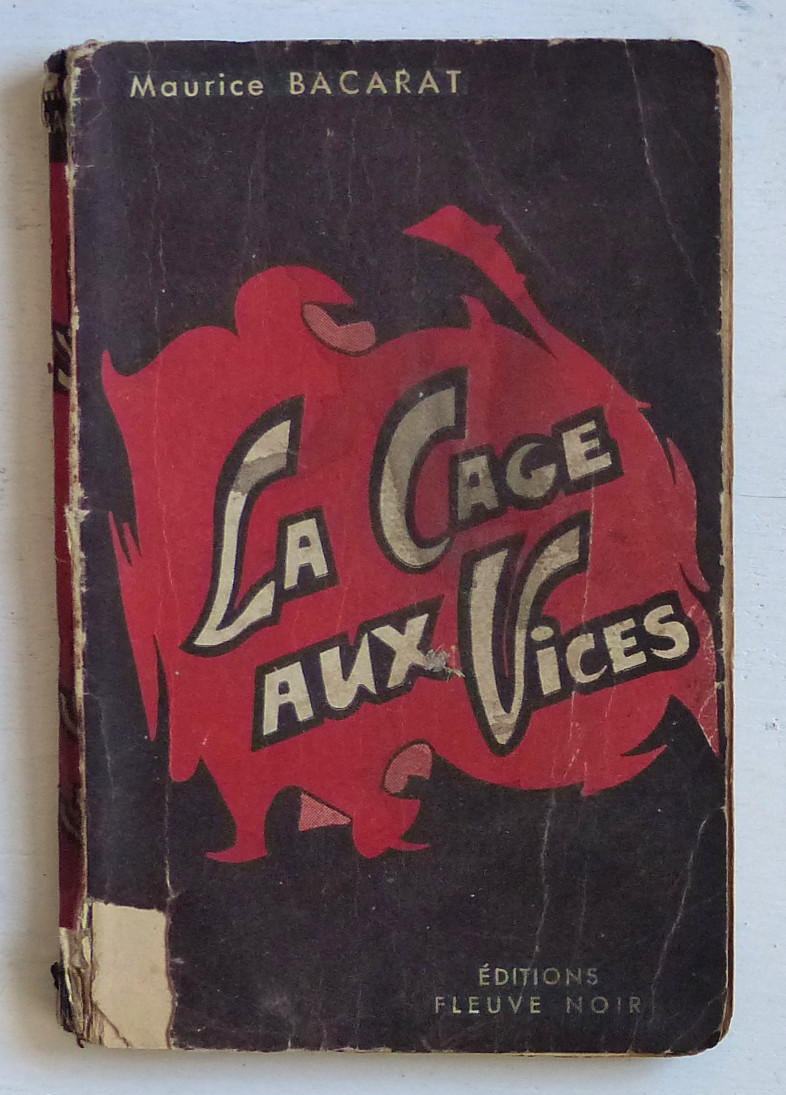 Maurice BACARAT
LA CAGE
AUX ViCES
ÉDITIONS
FLEUVE NOIR